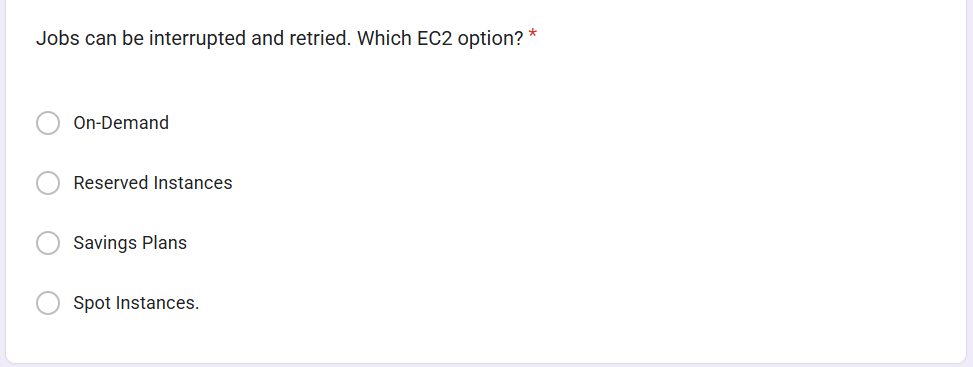 Jobs can be interrupted and retried. Which EC2 option? *
On-Demand
Reserved Instances
Savings Plans
Spot Instances.